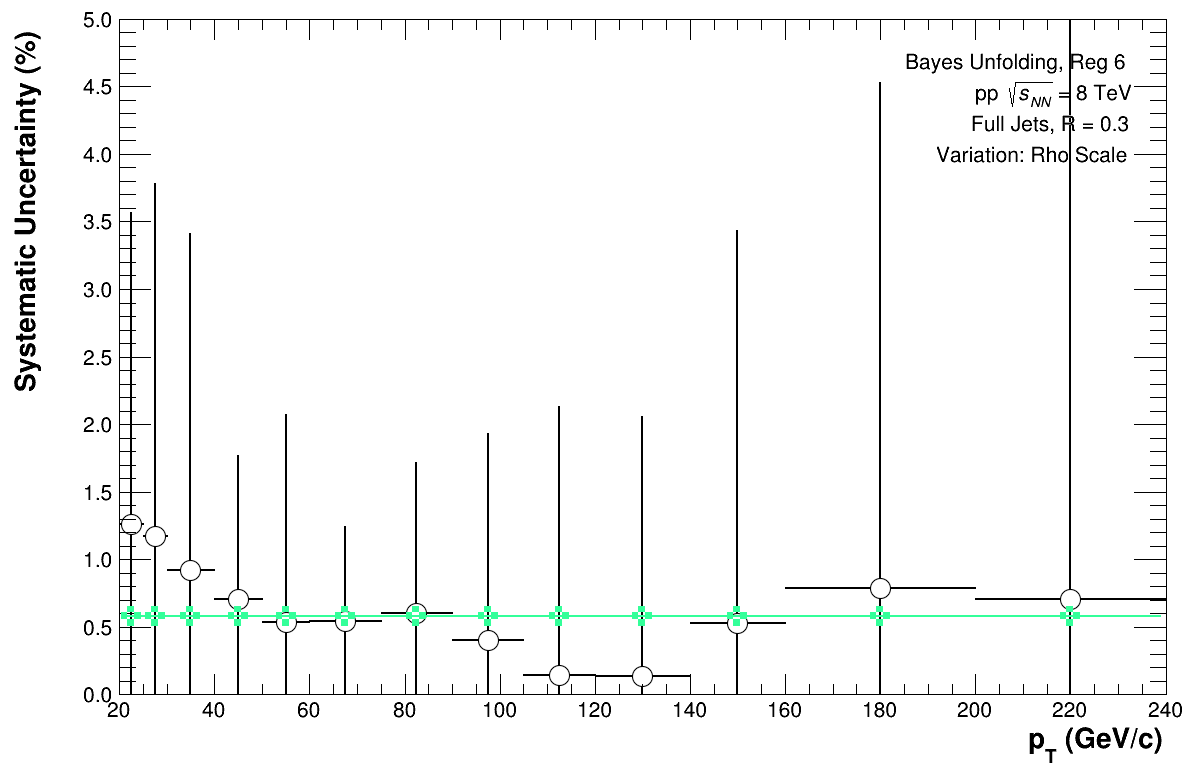 Systematic Uncertainty (%)
5.0
4.5
4.0
3.5
3.0
2.5
2.0
1.5
1.0
0.5
0.0
Bayes Unfolding, Reg 6
pp √s_NN = 8 TeV
Full Jets, R = 0.3
Variation: Rho Scale
20 40 60 80 100 120 140 160 180 200 220 240
p_T (GeV/c)